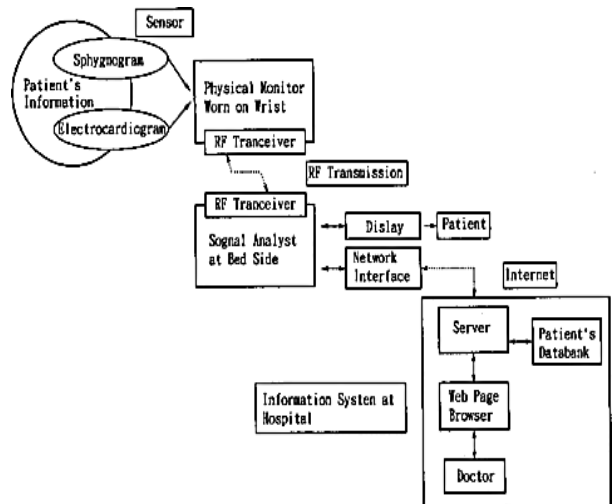 Sensor
Sphygnogram
Patient's
Information
Electrocardiogram
Physical Monitor
Worn on Wrist
RF Tranceiver
RF Transmission
RF Tranceiver
Sognal Analyst
at Bed Side
Dislay
Patient
Network
Interface
Internet
Server
Patient's
Databank
Information Systen at
Hospital
Web Page
Browser
Doctor